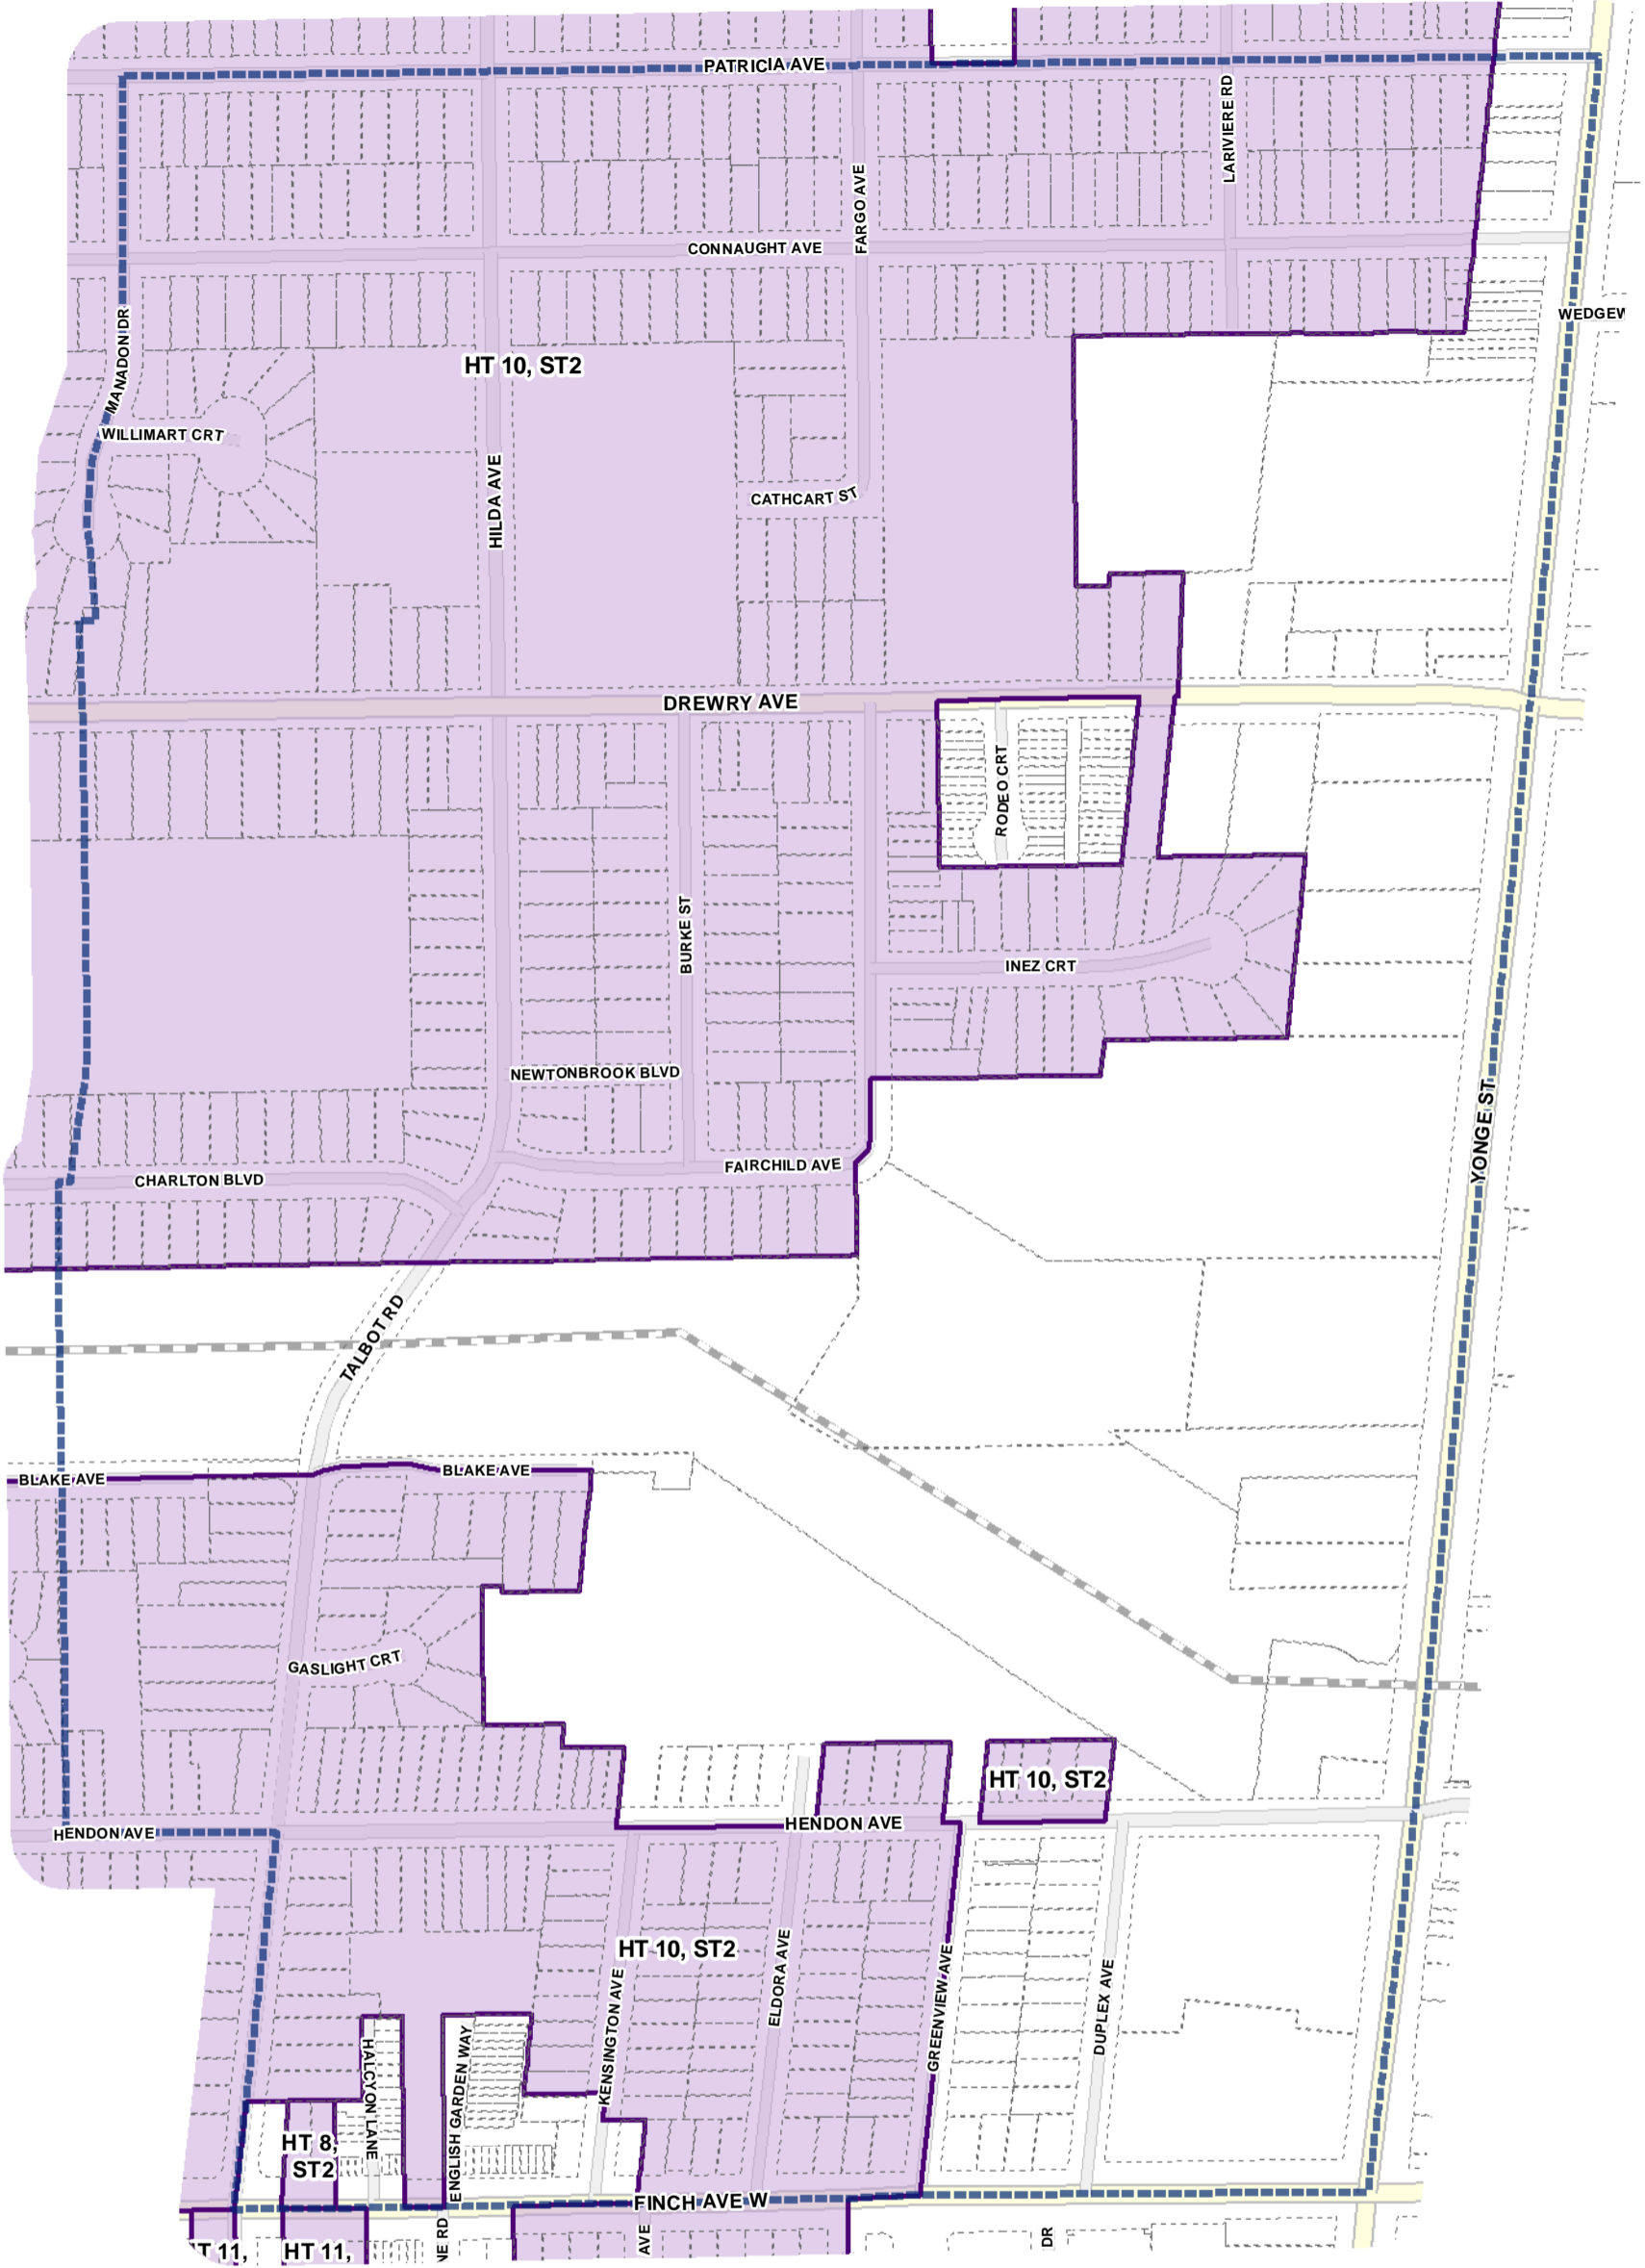 PATRICIA AVE
LARIVIERE RD
FARGO AVE
CONNAUGHT AVE
MANADON DR
HT 10, ST2
WILLIMART CRT
HILDA AVE
CATHCART ST
DREWRY AVE
RODEO CRT
BURKE ST
INEZ CRT
NEWTONBROOK BLVD
YONGE ST
FAIRCHILD AVE
CHARLTON BLVD
TALBOT RD
BLAKE AVE
BLAKE AVE
GASLIGHT CRT
HT 10, ST2
HENDON AVE
HENDON AVE
HT 10, ST2
ELDORA AVE
GREENVIEW AVE
DUPLEX AVE
KENSINGTON AVE
HALCYON LANE
ENGLISH GARDEN WAY
HT 8,
ST2
FINCH AVE W
HT 11,
NE RD
AVE
DR